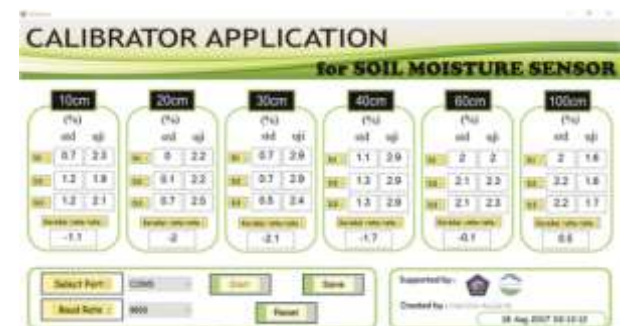 CALIBRATOR APPLICATION
for SOIL MOISTURE SENSOR
10cm 20cm 30cm 40cm 60cm 100cm
(%) (%) (%) (%) (%) (%)
std uji std uji std uji std uji std uji std uji
0.7 2.3 0 2.2 0.7 2.9 1.1 2.9 2 2 2 1.6
1.2 1.9 0.1 2.2 0.7 2.9 1.3 2.9 2.1 2.3 2.2 1.8
1.2 2.1 0.7 2.5 0.5 2.4 1.3 2.9 2.1 2.3 2.2 1.7
-1.1 -2 -2.1 -1.7 -0.1 0.5
Select Port : COM5 Start Save
Baud Rate : 9600 Reset
Supported by :
Created by :